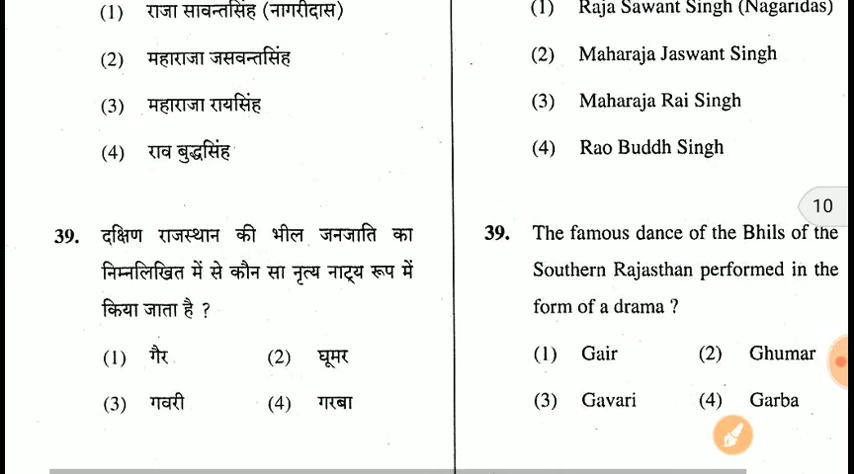 (1) राजा सावन्तसिंह (नागरीदास)
(2) महाराजा जसवन्तसिंह
(3) महाराजा रायसिंह
(4) राव बुद्धसिंह
39. दक्षिण राजस्थान की भील जनजाति का
निम्नलिखित में से कौन सा नृत्य नाट्य रूप में
किया जाता है ?
(1) गैर (2) घूमर
(3) गवरी (4) गरबा
(1) Raja Sawant Singh (Nagaridas)
(2) Maharaja Jaswant Singh
(3) Maharaja Rai Singh
(4) Rao Buddh Singh
10
39. The famous dance of the Bhils of the
Southern Rajasthan performed in the
form of a drama ?
(1) Gair (2) Ghumar
(3) Gavari (4) Garba